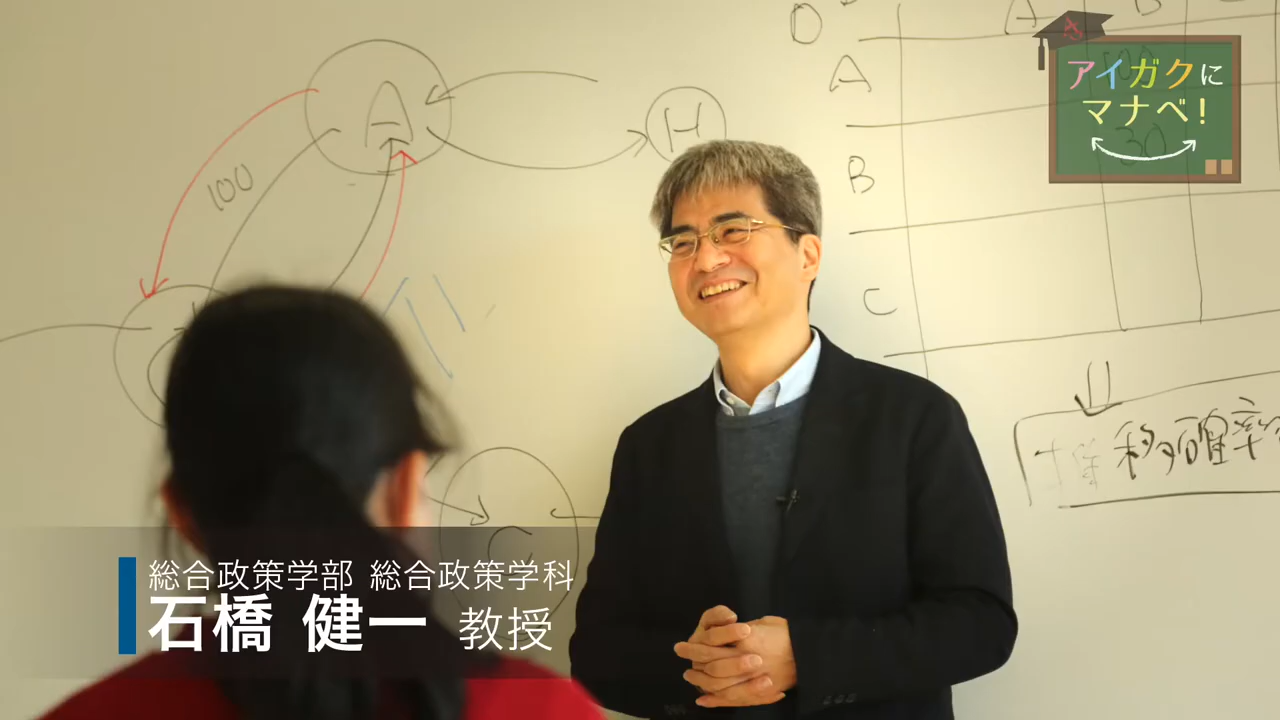 アイガクに
マナベ!
D A B
A 100
B 30
C
A
H
100
C
推移確率
総合政策学部 総合政策学科
石橋 健一 教授